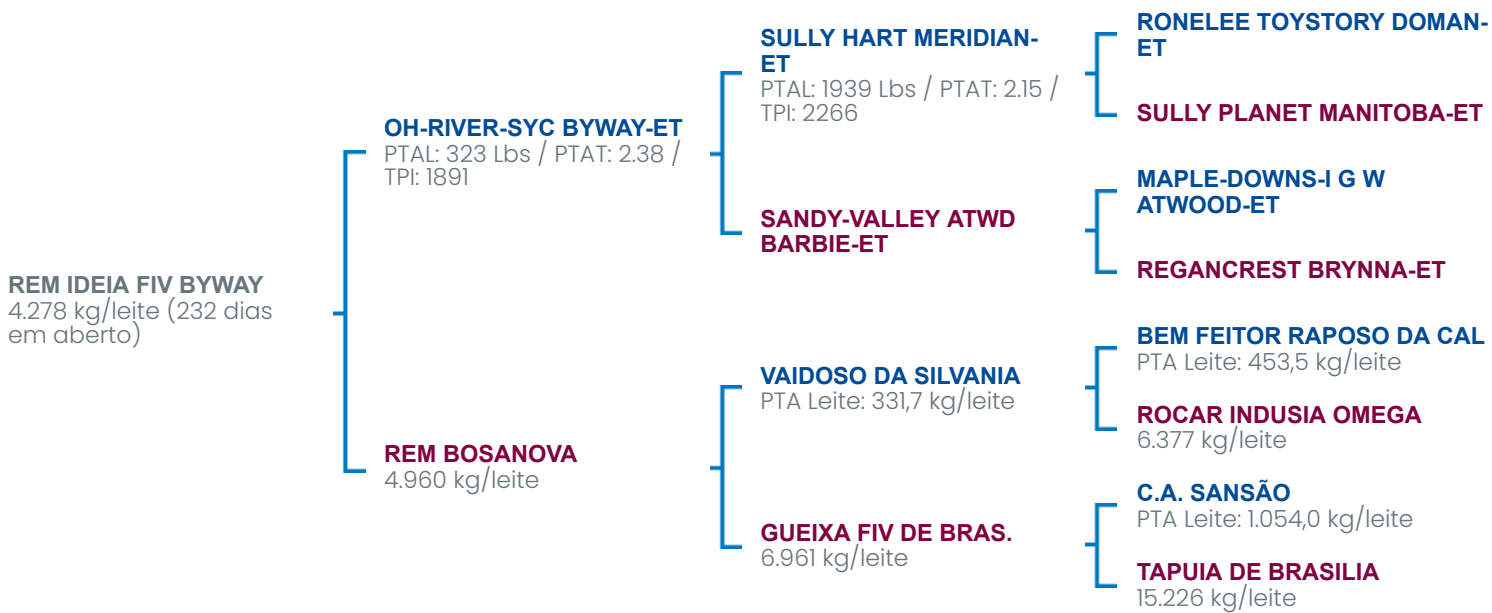 REM IDEIA FIV BYWAY
4.278 kg/leite (232 dias
em aberto)
OH-RIVER-SYC BYWAY-ET
PTAL: 323 Lbs / PTAT: 2.38 /
TPI: 1891
REM BOSANOVA
4.960 kg/leite
SULLY HART MERIDIAN-
ET
PTAL: 1939 Lbs / PTAT: 2.15 /
TPI: 2266
SANDY-VALLEY ATWD
BARBIE-ET
VAIDOSO DA SILVANIA
PTA Leite: 331,7 kg/leite
GUEIXA FIV DE BRAS.
6.961 kg/leite
RONELEE TOYSTORY DOMAN-
ET
SULLY PLANET MANITOBA-ET
MAPLE-DOWNS-I G W
ATWOOD-ET
REGANCREST BRYNNA-ET
BEM FEITOR RAPOSO DA CAL
PTA Leite: 453,5 kg/leite
ROCAR INDUSIA OMEGA
6.377 kg/leite
C.A. SANSÃO
PTA Leite: 1.054,0 kg/leite
TAPUIA DE BRASILIA
15.226 kg/leite